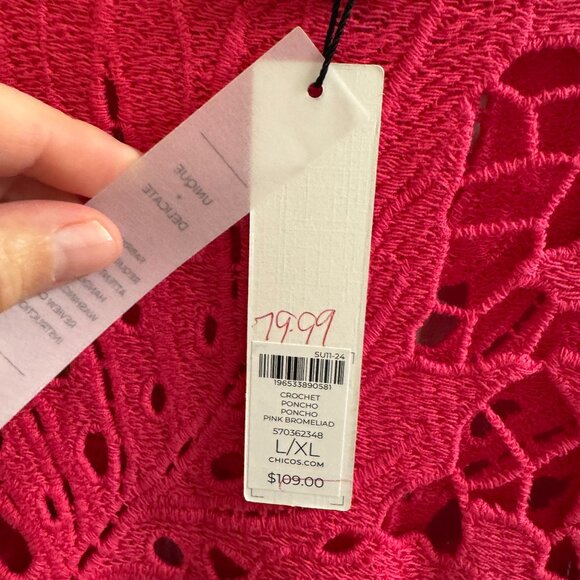 UNIQUE
+
DELICATE
79.99
SU11-24
196533890581
CROCHET
PONCHO
PONCHO
PINK BROMELIAD
570362348
L/XL
CHICOS.COM
$109.00